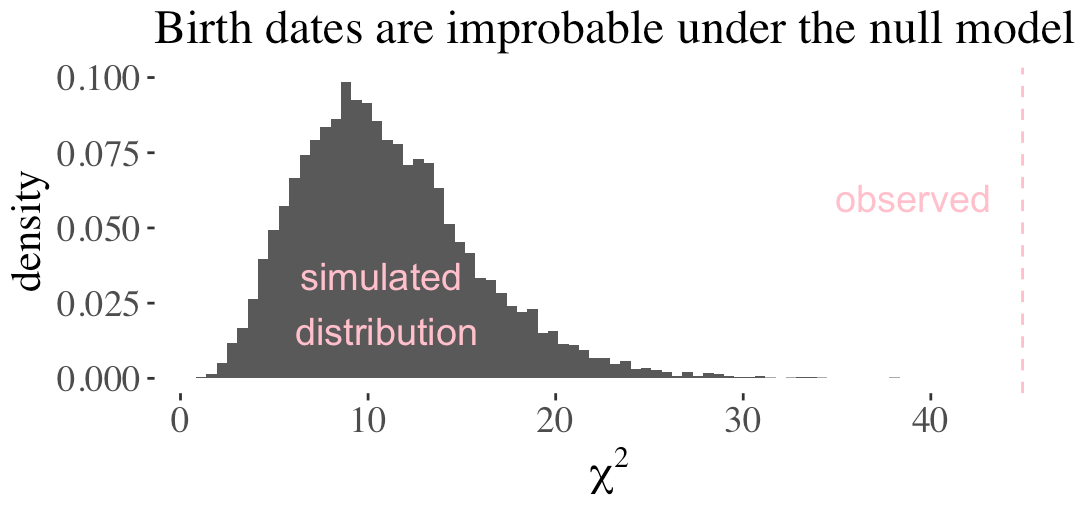 Birth dates are improbable under the null model
0.100
0.075
0.050
0.025
0.000
density
observed
simulated
distribution
0 10 20 30 40
χ²